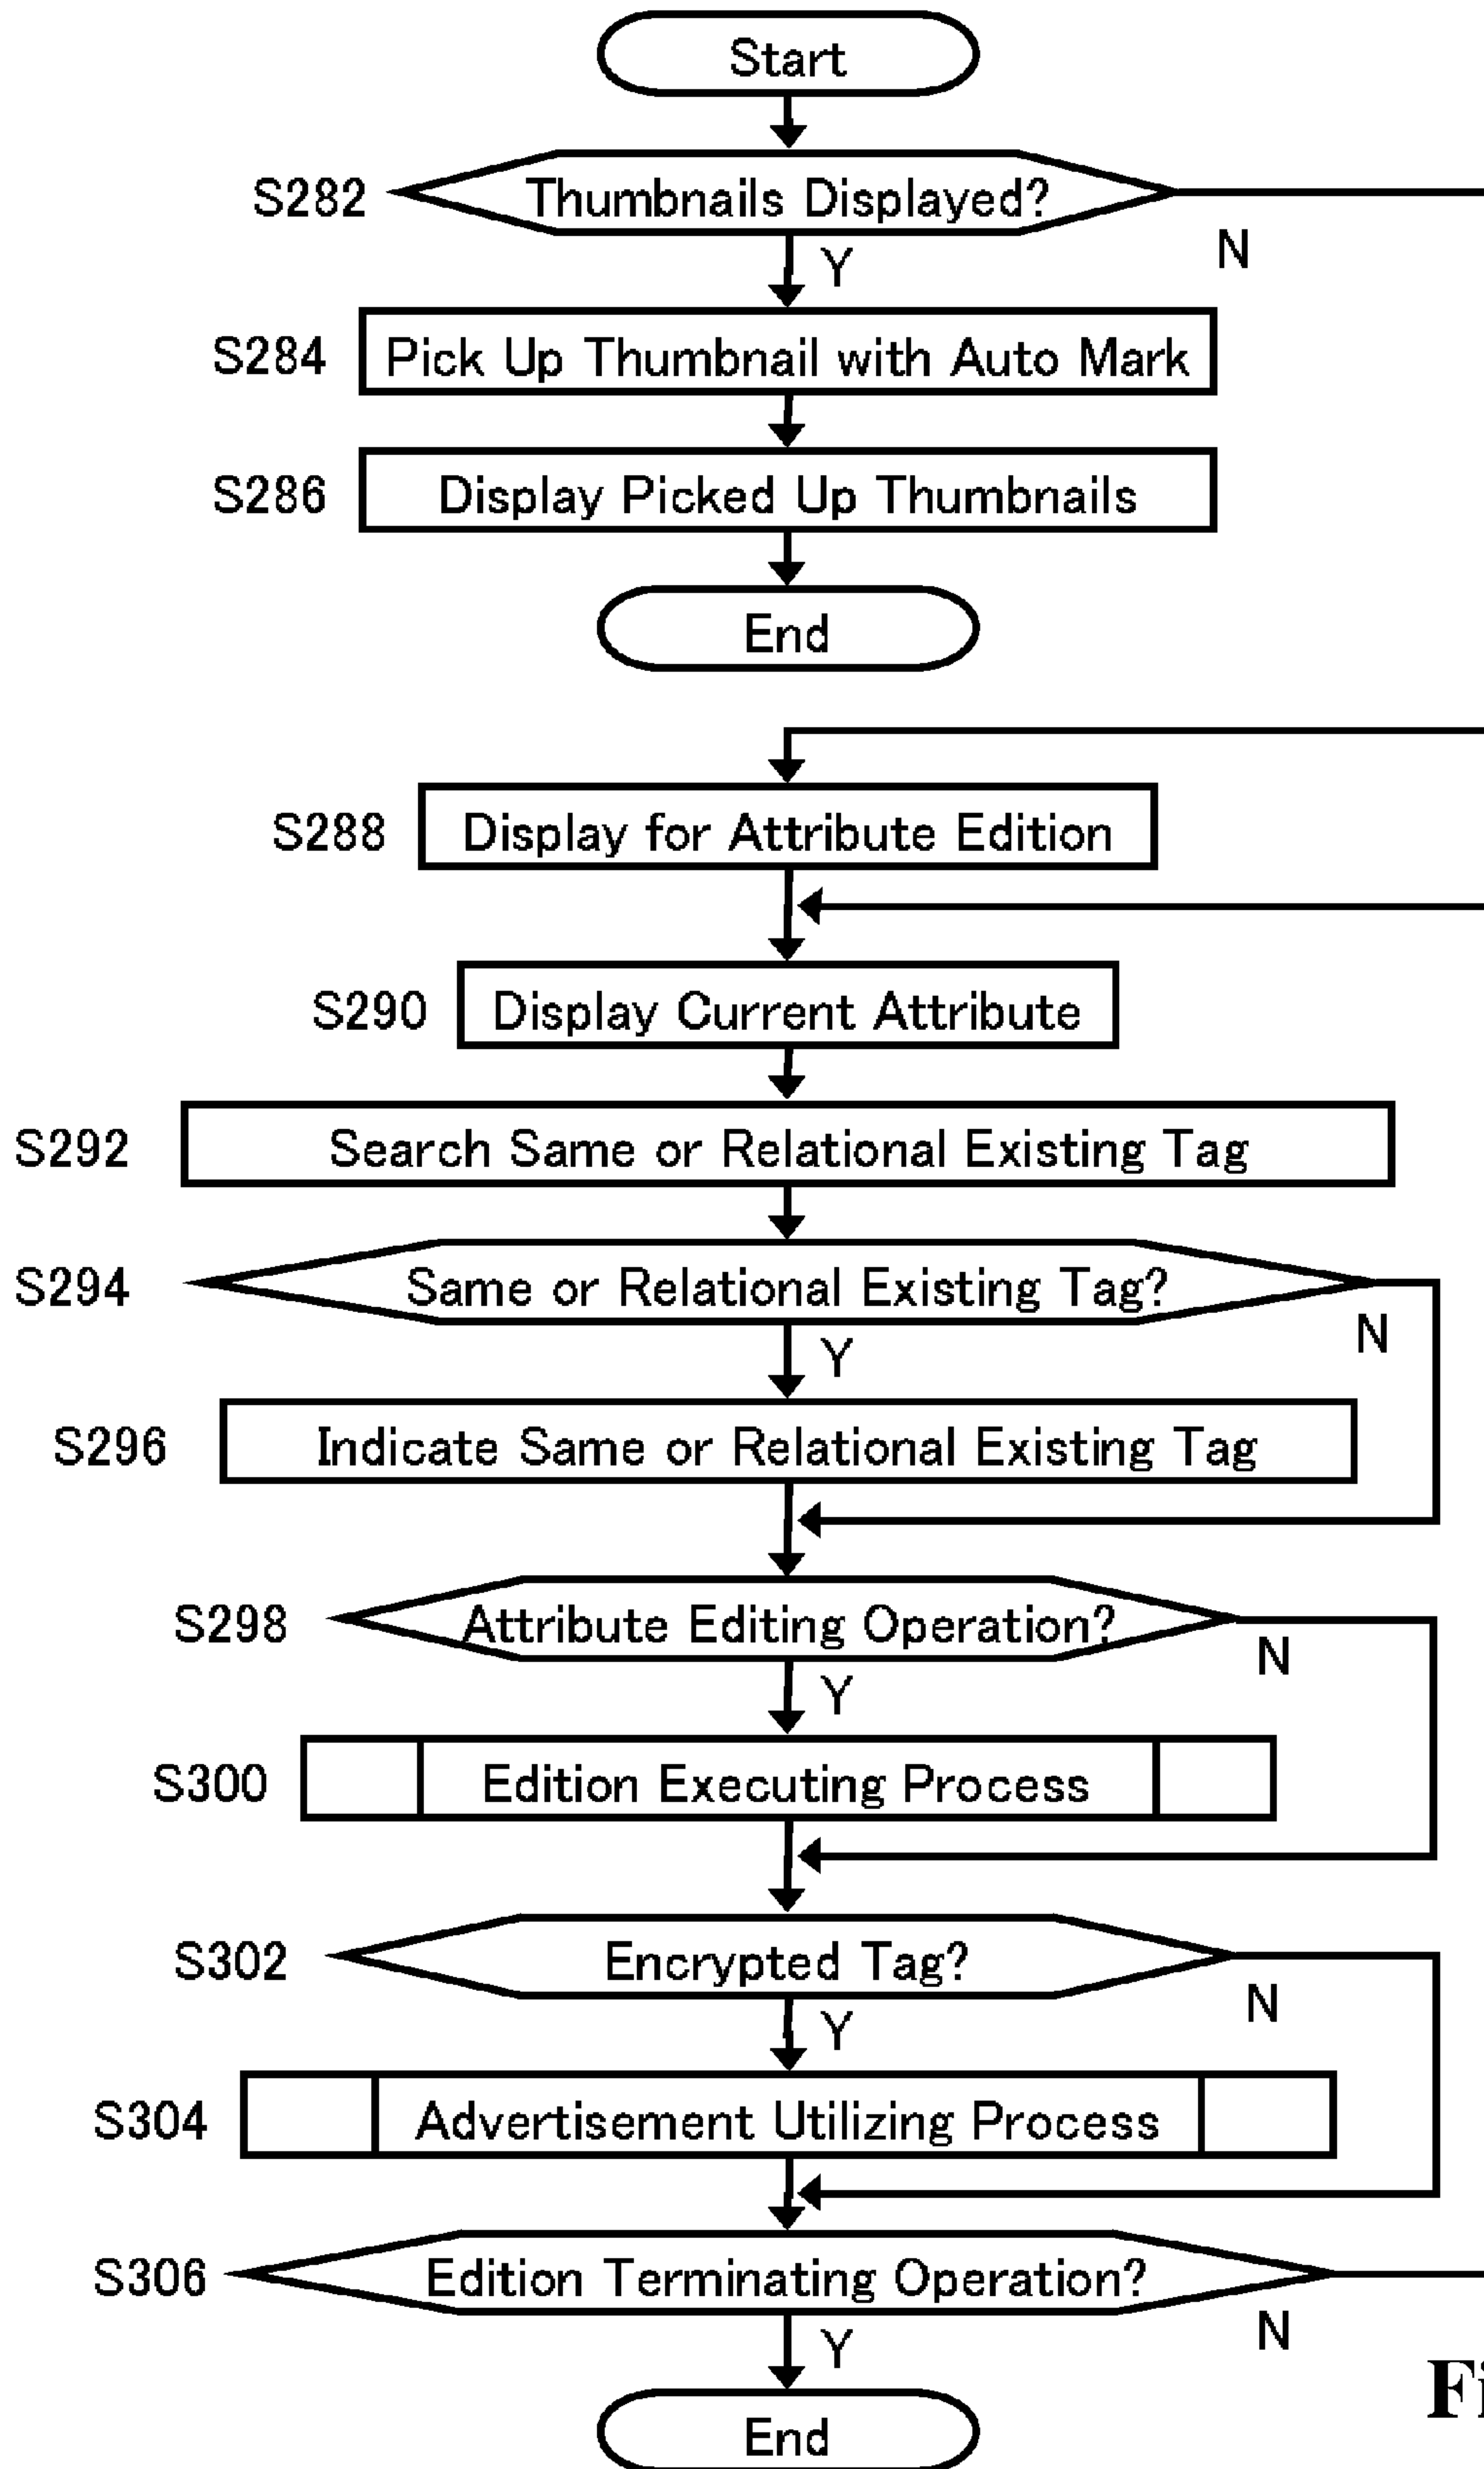 Start
S282 Thumbnails Displayed?
N
Y
S284 Pick Up Thumbnail with Auto Mark
S286 Display Picked Up Thumbnails
End
S288 Display for Attribute Edition
S290 Display Current Attribute
S292 Search Same or Relational Existing Tag
S294 Same or Relational Existing Tag?
N
Y
S296 Indicate Same or Relational Existing Tag
S298 Attribute Editing Operation?
N
Y
S300 Edition Executing Process
S302 Encrypted Tag?
N
Y
S304 Advertisement Utilizing Process
S306 Edition Terminating Operation?
N
Y
End